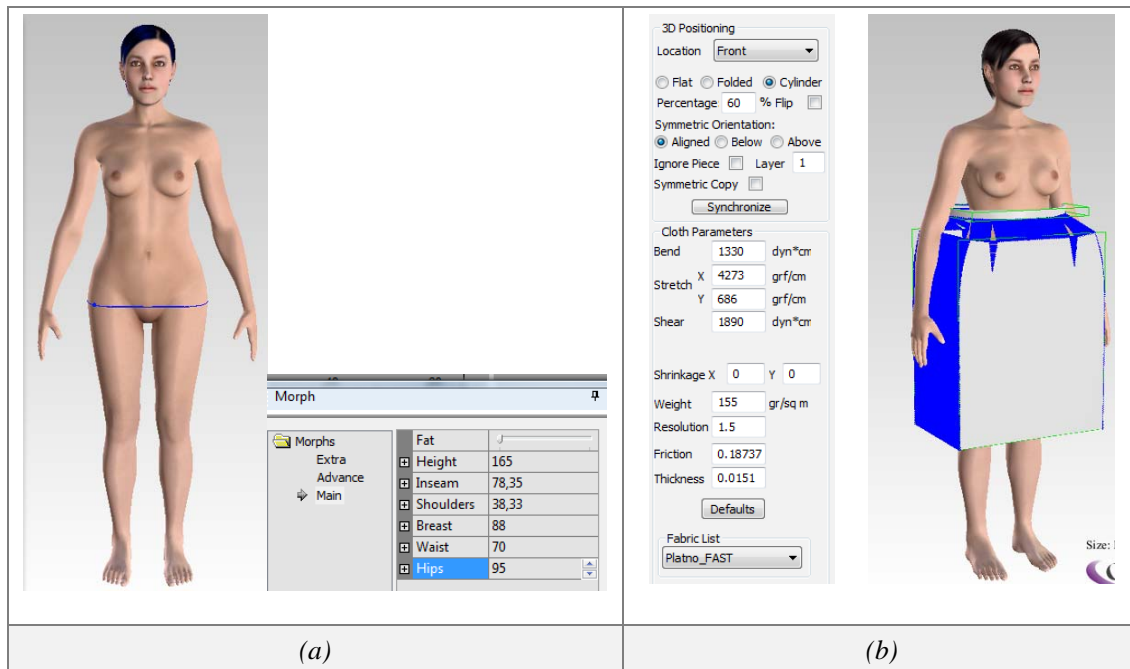 Morph
Morphs
Extra
Advance
Main
Fat
Height 165
Inseam 78,35
Shoulders 38,33
Breast 88
Waist 70
Hips 95
(a)
3D Positioning
Location Front
Flat Folded Cylinder
Percentage 60 % Flip
Symmetric Orientation:
Aligned Below Above
Ignore Piece Layer 1
Symmetric Copy
Synchronize
Cloth Parameters
Bend 1330 dyn*cm
Stretch X 4273 grf/cm
Y 686 grf/cm
Shear 1890 dyn*cm
Shrinkage X 0 Y 0
Weight 155 gr/sq m
Resolution 1.5
Friction 0.18737
Thickness 0.0151
Defaults
Fabric List
Platno_FAST
Size:
(b)